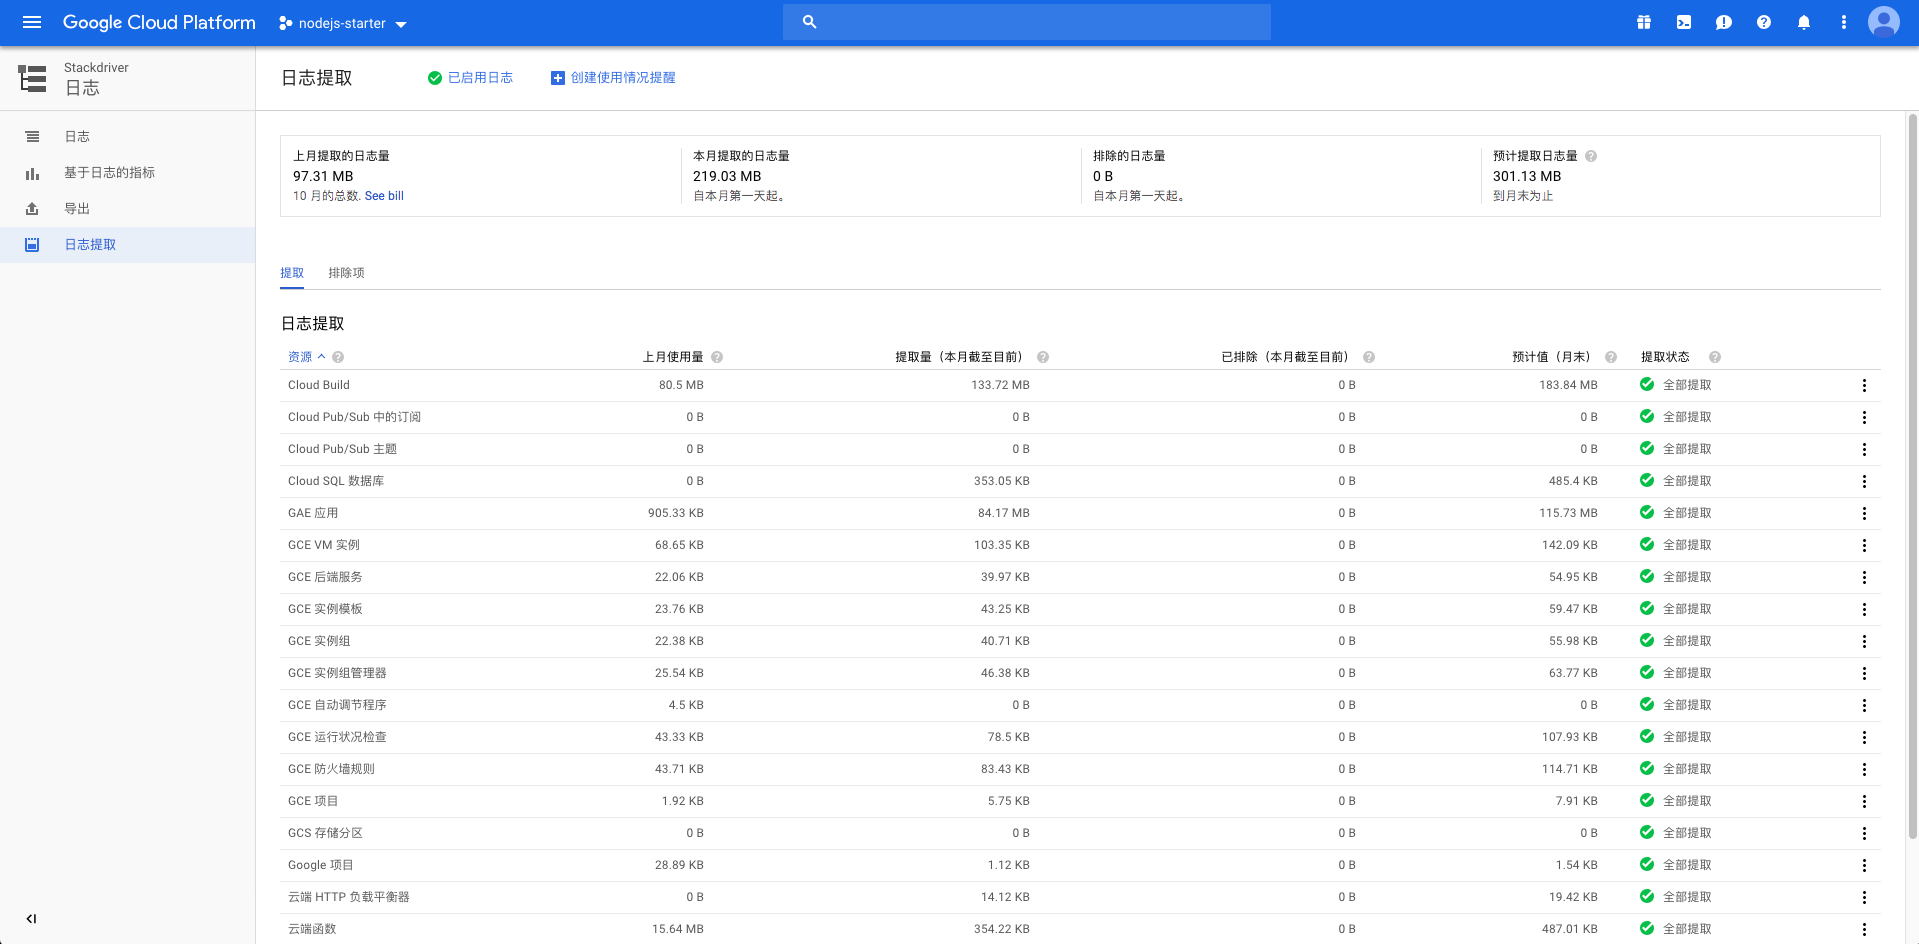 Google Cloud Platform
nodejs-starter
Stackdriver
日志
日志
基于日志的指标
导出
日志提取
日志提取 已启用日志 创建使用情况提醒
上月提取的日志量
97.31 MB
10 月的总数. See bill
本月提取的日志量
219.03 MB
自本月第一天起。
排除的日志量
0 B
自本月第一天起。
预计提取日志量
301.13 MB
到月末为止
提取 排除项
日志提取
资源 上月使用量 提取量（本月截至目前） 已排除（本月截至目前） 预计值（月末） 提取状态
Cloud Build 80.5 MB 133.72 MB 0 B 183.84 MB 全部提取
Cloud Pub/Sub 中的订阅 0 B 0 B 0 B 0 B 全部提取
Cloud Pub/Sub 主题 0 B 0 B 0 B 0 B 全部提取
Cloud SQL 数据库 0 B 353.05 KB 0 B 485.4 KB 全部提取
GAE 应用 905.33 KB 84.17 MB 0 B 115.73 MB 全部提取
GCE VM 实例 68.65 KB 103.35 KB 0 B 142.09 KB 全部提取
GCE 后端服务 22.06 KB 39.97 KB 0 B 54.95 KB 全部提取
GCE 实例模板 23.76 KB 43.25 KB 0 B 59.47 KB 全部提取
GCE 实例组 22.38 KB 40.71 KB 0 B 55.98 KB 全部提取
GCE 实例组管理器 25.54 KB 46.38 KB 0 B 63.77 KB 全部提取
GCE 自动调节程序 4.5 KB 0 B 0 B 0 B 全部提取
GCE 运行状况检查 43.33 KB 78.5 KB 0 B 107.93 KB 全部提取
GCE 防火墙规则 43.71 KB 83.43 KB 0 B 114.71 KB 全部提取
GCE 项目 1.92 KB 5.75 KB 0 B 7.91 KB 全部提取
GCS 存储分区 0 B 0 B 0 B 0 B 全部提取
Google 项目 28.89 KB 1.12 KB 0 B 1.54 KB 全部提取
云端 HTTP 负载平衡器 0 B 14.12 KB 0 B 19.42 KB 全部提取
云端函数 15.64 MB 354.22 KB 0 B 487.01 KB 全部提取